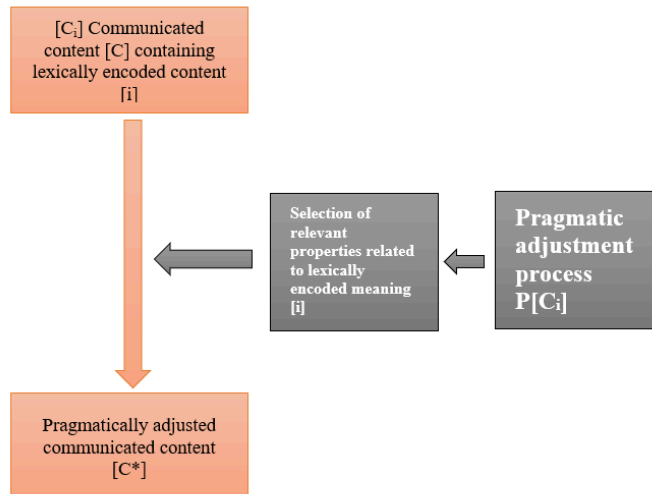 [Cᵢ] Communicated
content [C] containing
lexically encoded content
[i]
Selection of
relevant
properties related
to lexically
encoded meaning
[i]
Pragmatic
adjustment
process
P[Cᵢ]
Pragmatically adjusted
communicated content
[C*]